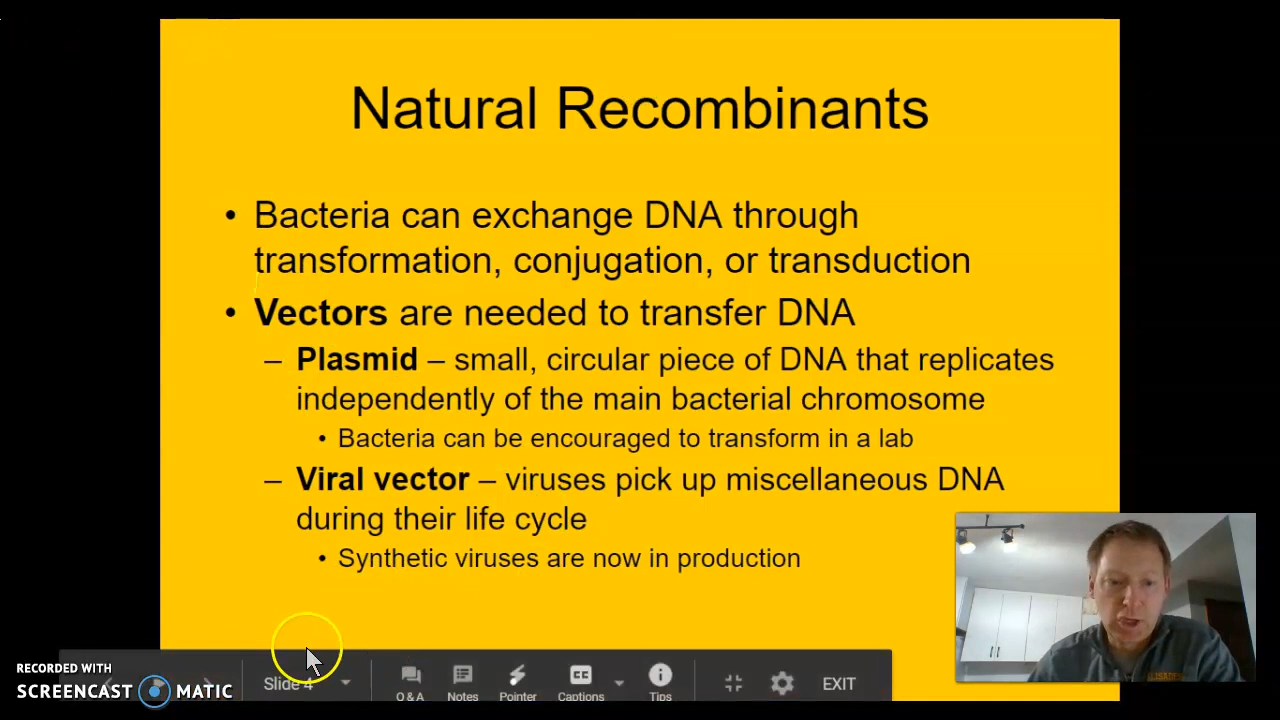 Natural Recombinants
• Bacteria can exchange DNA through
transformation, conjugation, or transduction
• Vectors are needed to transfer DNA
– Plasmid – small, circular piece of DNA that replicates
independently of the main bacterial chromosome
• Bacteria can be encouraged to transform in a lab
– Viral vector – viruses pick up miscellaneous DNA
during their life cycle
• Synthetic viruses are now in production
RECORDED WITH
SCREENCAST MATIC
Slide 4
Q & A Notes Pointer Captions Tips EXIT